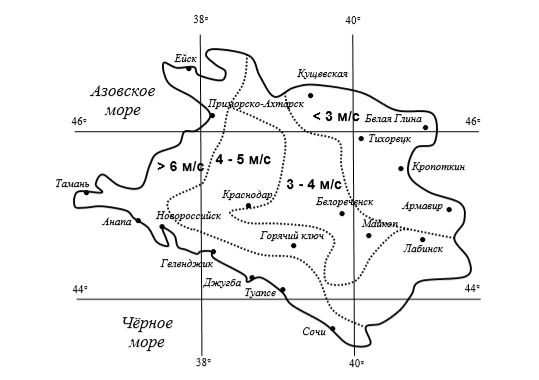 38°
40°
Ейск
Кущевская
Азовское
море
Приморско-Ахтарск
< 3 м/с
Белая Глина
46°
46°
Тихорецк
> 6 м/с
4 - 5 м/с
Кропоткин
Тамань
3 - 4 м/с
Краснодар
Белореченск
Армавир
Анапа
Новороссийск
Майкоп
Горячий ключ
Лабинск
Геленджик
Джугба
44°
44°
Туапсе
Чёрное
море
Сочи
38°
40°